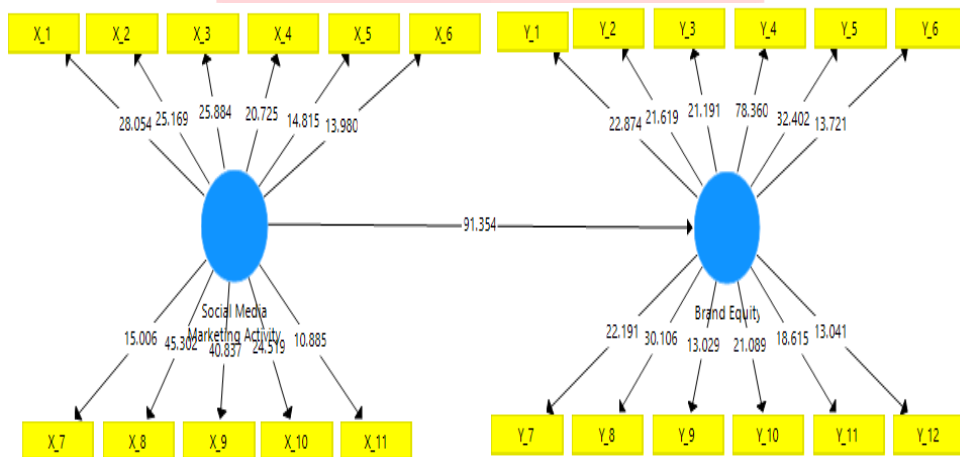 X_1 X_2 X_3 X_4 X_5 X_6 Y_1 Y_2 Y_3 Y_4 Y_5 Y_6
28.054 25.169 25.884 20.725 14.815 13.980 22.874 21.619 21.191 78.360 32.402 13.721
91.354
Social Media
Marketing Activity
Brand Equity
15.006 45.302 40.837 24.519 10.885 22.191 30.106 13.029 21.089 18.615 13.041
X_7 X_8 X_9 X_10 X_11 Y_7 Y_8 Y_9 Y_10 Y_11 Y_12